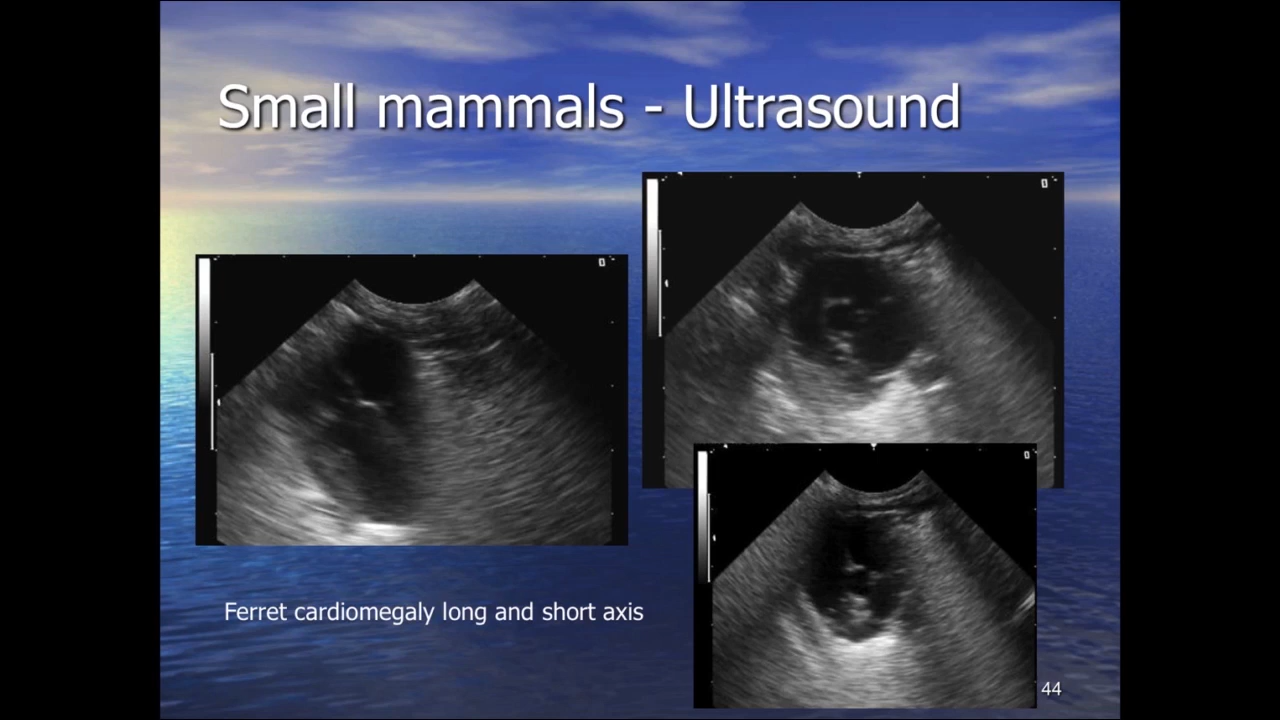 Small mammals - Ultrasound
Ferret cardiomegaly long and short axis
44